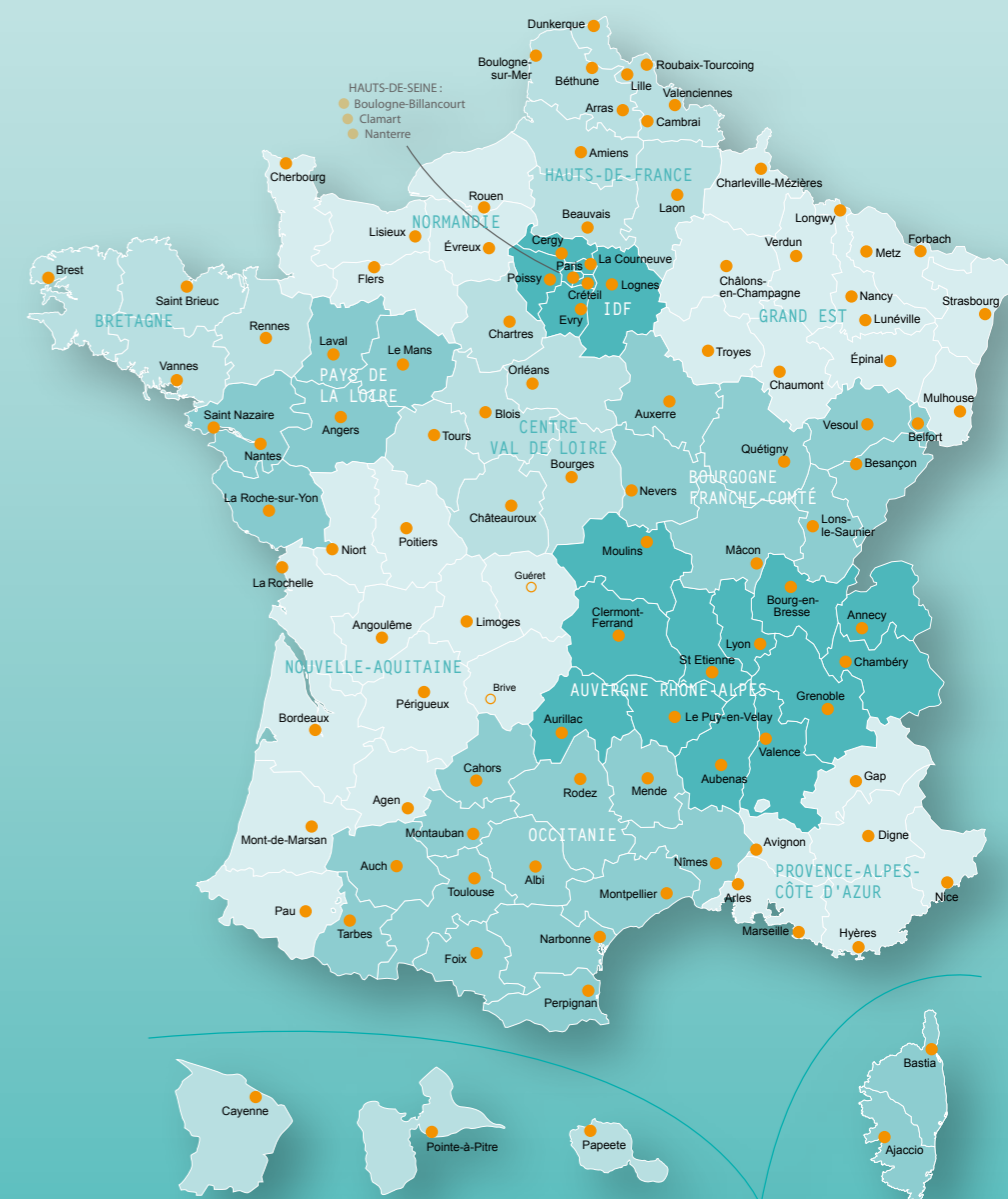 Dunkerque
Boulogne-
sur-Mer
Béthune
Lille
Roubaix-Tourcoing
Valenciennes
Arras
Cambrai
HAUTS-DE-SEINE :
Boulogne-Billancourt
Clamart
Nanterre
Amiens
HAUTS-DE-FRANCE
Laon
Beauvais
Cherbourg
Rouen
NORMANDIE
Lisieux
Évreux
Flers
Charleville-Mézières
Longwy
Verdun
Metz
Forbach
Châlons-
en-Champagne
Nancy
Strasbourg
GRAND EST
Lunéville
Troyes
Épinal
Chaumont
Mulhouse
Cergy
Paris
La Courneuve
Poissy
Lognes
Créteil
IDF
Evry
Brest
Saint Brieuc
BRETAGNE
Rennes
Vannes
Laval
Le Mans
PAYS DE
LA LOIRE
Saint Nazaire
Angers
Nantes
La Roche-sur-Yon
Chartres
Orléans
Blois
Tours
CENTRE
VAL DE LOIRE
Bourges
Châteauroux
Auxerre
Vesoul
Belfort
Quétigny
Besançon
BOURGOGNE
FRANCHE-CONTÉ
Nevers
Lons-
le-Saunier
Mâcon
Poitiers
Niort
La Rochelle
Guéret
Limoges
Angoulême
NOUVELLE-AQUITAINE
Brive
Périgueux
Bordeaux
Agen
Mont-de-Marsan
Pau
Moulins
Clermont-
Ferrand
Bourg-en-
Bresse
Annecy
Lyon
St Etienne
Chambéry
AUVERGNE RHÔNE-ALPES
Grenoble
Le Puy-en-Velay
Aurillac
Valence
Aubenas
Cahors
Rodez
Mende
Montauban
OCCITANIE
Auch
Toulouse
Albi
Nîmes
Montpellier
Tarbes
Foix
Narbonne
Perpignan
Gap
Digne
Avignon
PROVENCE-ALPES-
CÔTE D'AZUR
Arles
Nice
Marseille
Hyères
Cayenne
Pointe-à-Pitre
Papeete
Bastia
Ajaccio